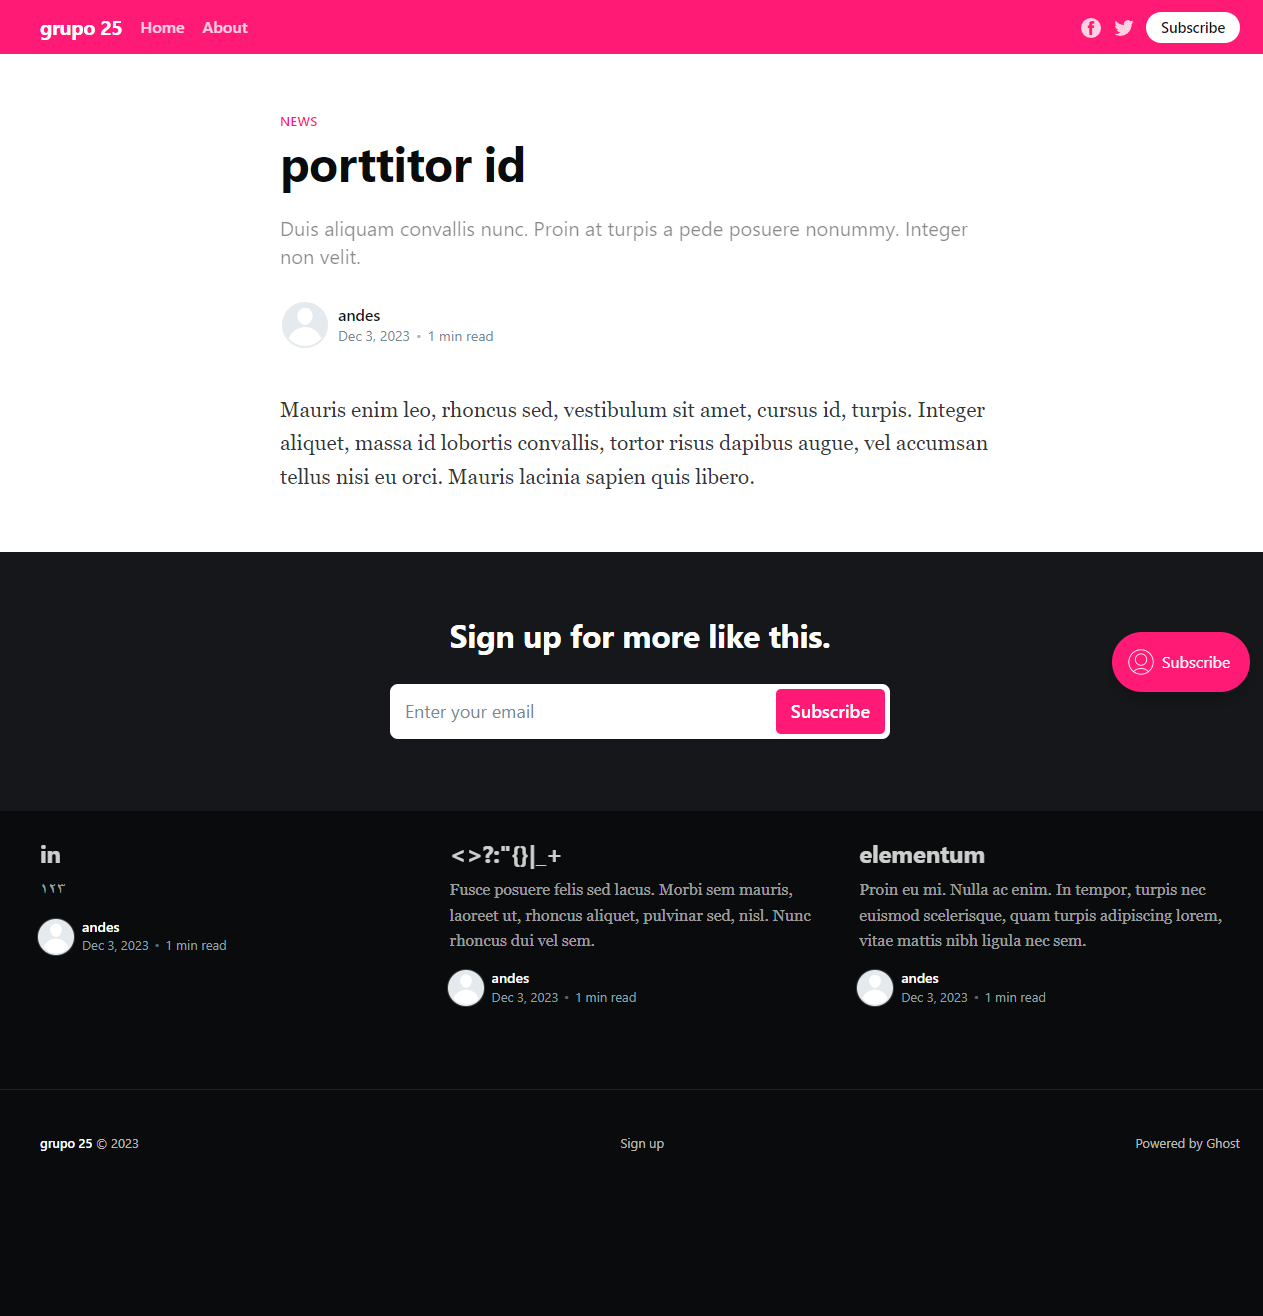 grupo 25 Home About Subscribe
NEWS
porttitor id
Duis aliquam convallis nunc. Proin at turpis a pede posuere nonummy. Integer
non velit.
andes
Dec 3, 2023 • 1 min read
Mauris enim leo, rhoncus sed, vestibulum sit amet, cursus id, turpis. Integer
aliquet, massa id lobortis convallis, tortor risus dapibus augue, vel accumsan
tellus nisi eu orci. Mauris lacinia sapien quis libero.
Sign up for more like this.
Enter your email Subscribe
Subscribe
in
١٢٣
andes
Dec 3, 2023 • 1 min read
<>?:"{}|_+
Fusce posuere felis sed lacus. Morbi sem mauris,
laoreet ut, rhoncus aliquet, pulvinar sed, nisl. Nunc
rhoncus dui vel sem.
andes
Dec 3, 2023 • 1 min read
elementum
Proin eu mi. Nulla ac enim. In tempor, turpis nec
euismod scelerisque, quam turpis adipiscing lorem,
vitae mattis nibh ligula nec sem.
andes
Dec 3, 2023 • 1 min read
grupo 25 © 2023 Sign up Powered by Ghost